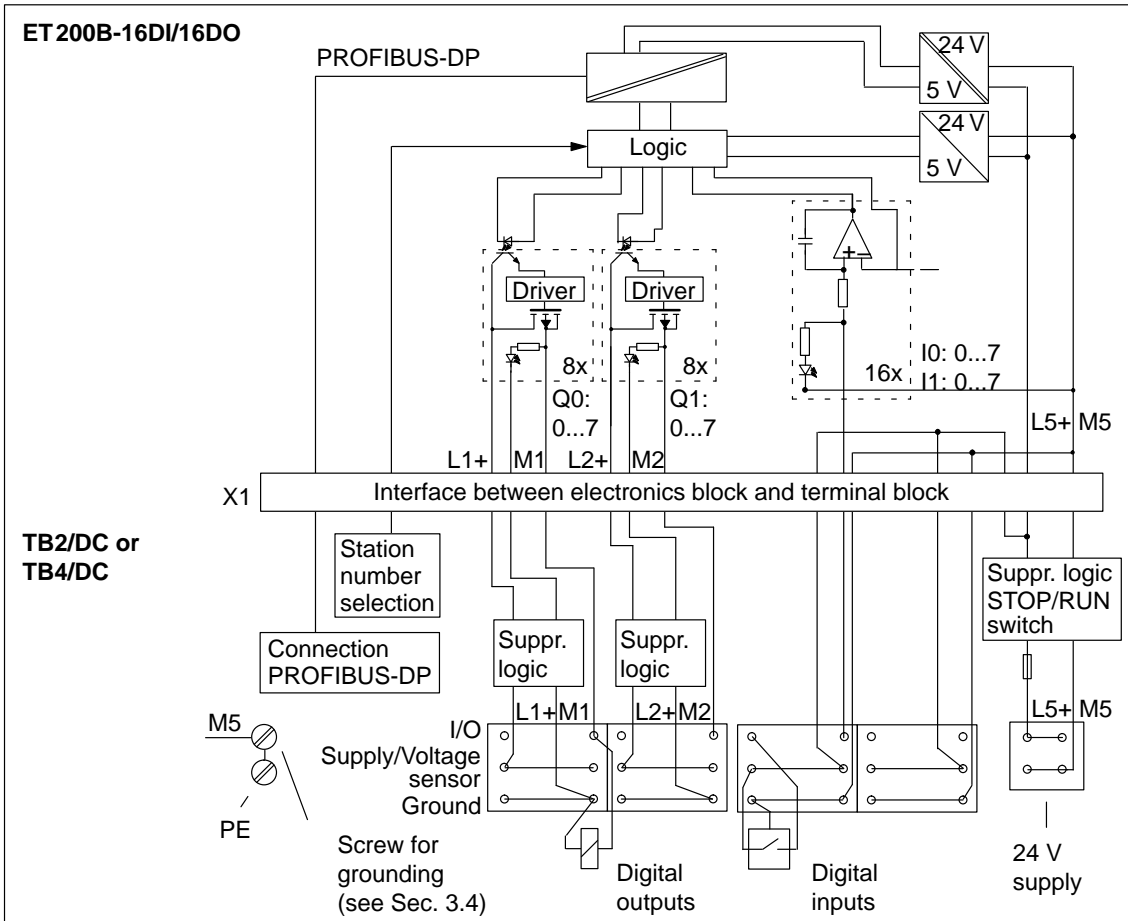 ET200B-16DI/16DO
PROFIBUS-DP
24 V
5 V
24 V
5 V
Logic
Driver
Driver
8x
8x
16x
I0: 0...7
I1: 0...7
Q0:
0...7
Q1:
0...7
L5+ M5
L1+ M1 L2+ M2
X1
Interface between electronics block and terminal block
TB2/DC or
TB4/DC
Station
number
selection
Suppr. logic
STOP/RUN
switch
Suppr.
logic
Suppr.
logic
Connection
PROFIBUS-DP
L1+ M1 L2+ M2 L5+ M5
M5
I/O
Supply/Voltage
sensor
Ground
PE
Screw for
grounding
(see Sec. 3.4)
Digital
outputs
Digital
inputs
24 V
supply